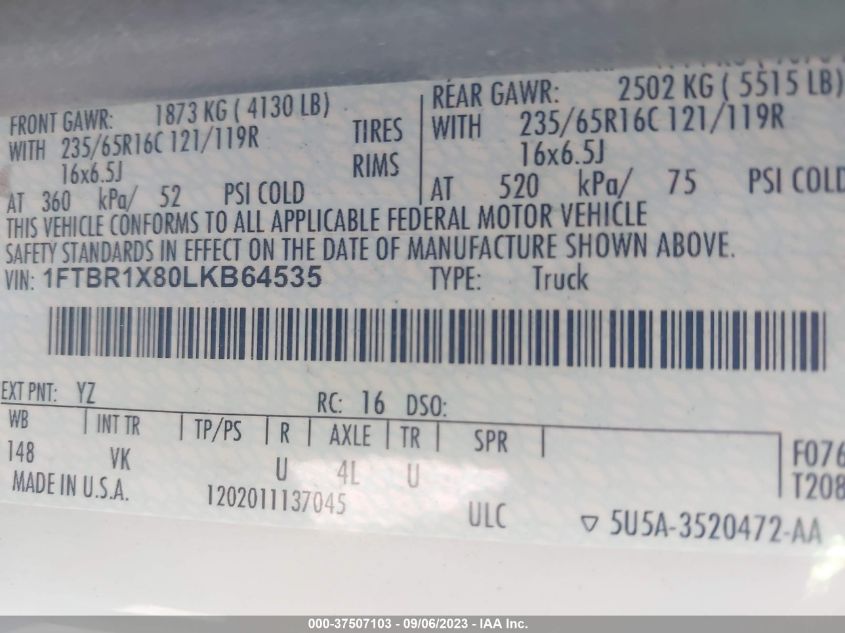 FRONT GAWR: 1873 KG ( 4130 LB)
WITH 235/65R16C 121/119R TIRES
16x6.5J RIMS
AT 360 kPa/ 52 PSI COLD
REAR GAWR: 2502 KG ( 5515 LB)
WITH 235/65R16C 121/119R
16x6.5J
AT 520 kPa/ 75 PSI COLD
THIS VEHICLE CONFORMS TO ALL APPLICABLE FEDERAL MOTOR VEHICLE
SAFETY STANDARDS IN EFFECT ON THE DATE OF MANUFACTURE SHOWN ABOVE.
VIN: 1FTBR1X80LKB64535 TYPE: Truck
EXT PNT: YZ RC: 16 DSO:
WB INT TR TP/PS R AXLE TR SPR
148 VK U 4L U
F076
T208
MADE IN U.S.A. 1202011137045 ULC ▽ 5U5A-3520472-AA
000-37507103 - 09/06/2023 - IAA Inc.